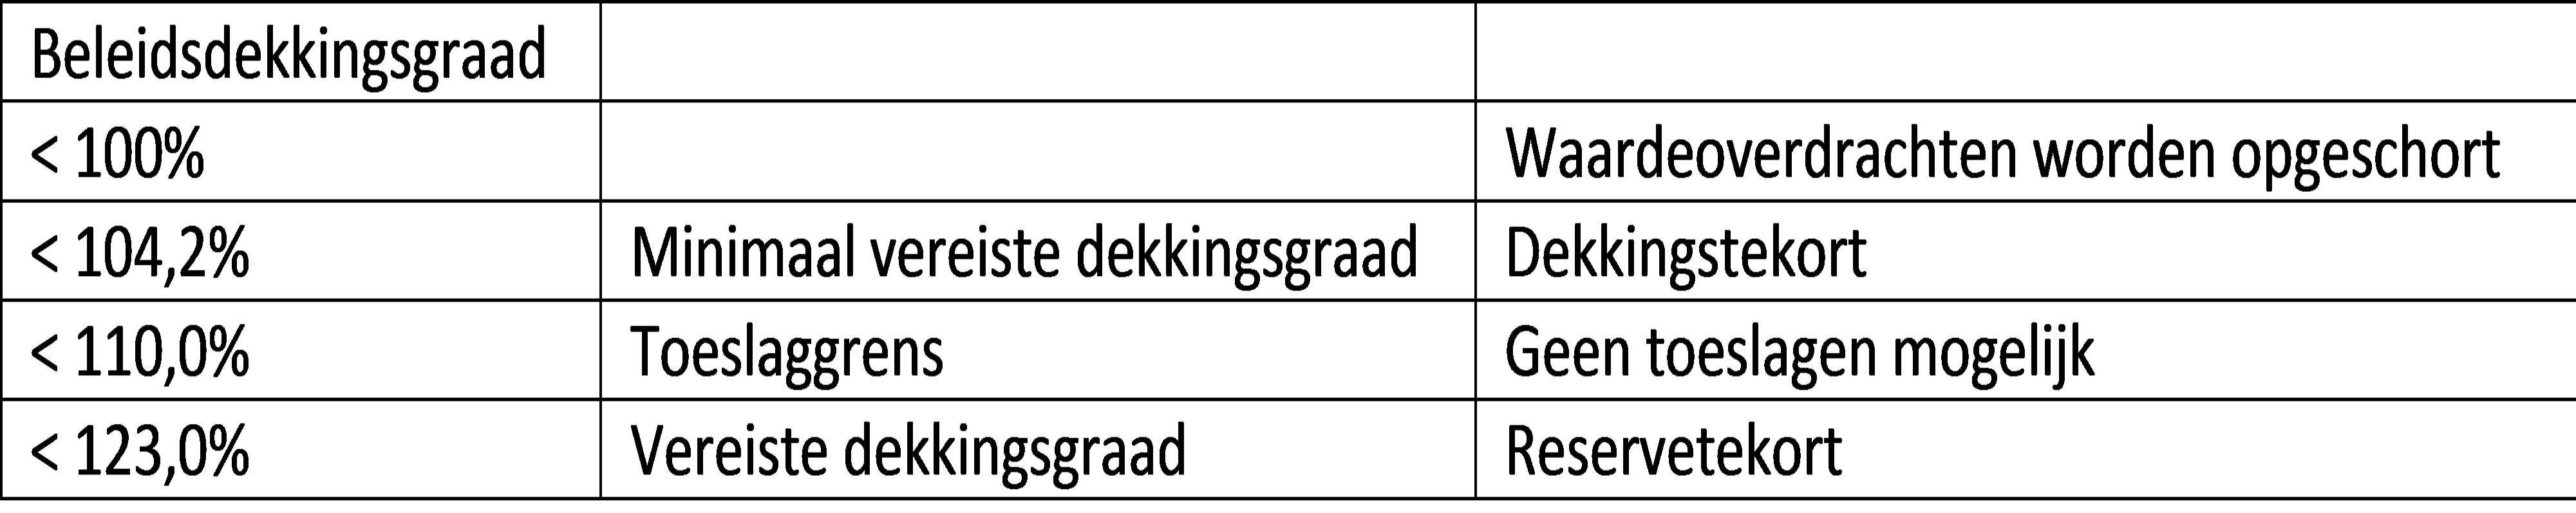 Beleidsdekkingsgraad
< 100% Waardeoverdrachten worden opgeschort
< 104,2% Minimaal vereiste dekkingsgraad Dekkingstekort
< 110,0% Toeslaggrens Geen toeslagen mogelijk
< 123,0% Vereiste dekkingsgraad Reservetekort